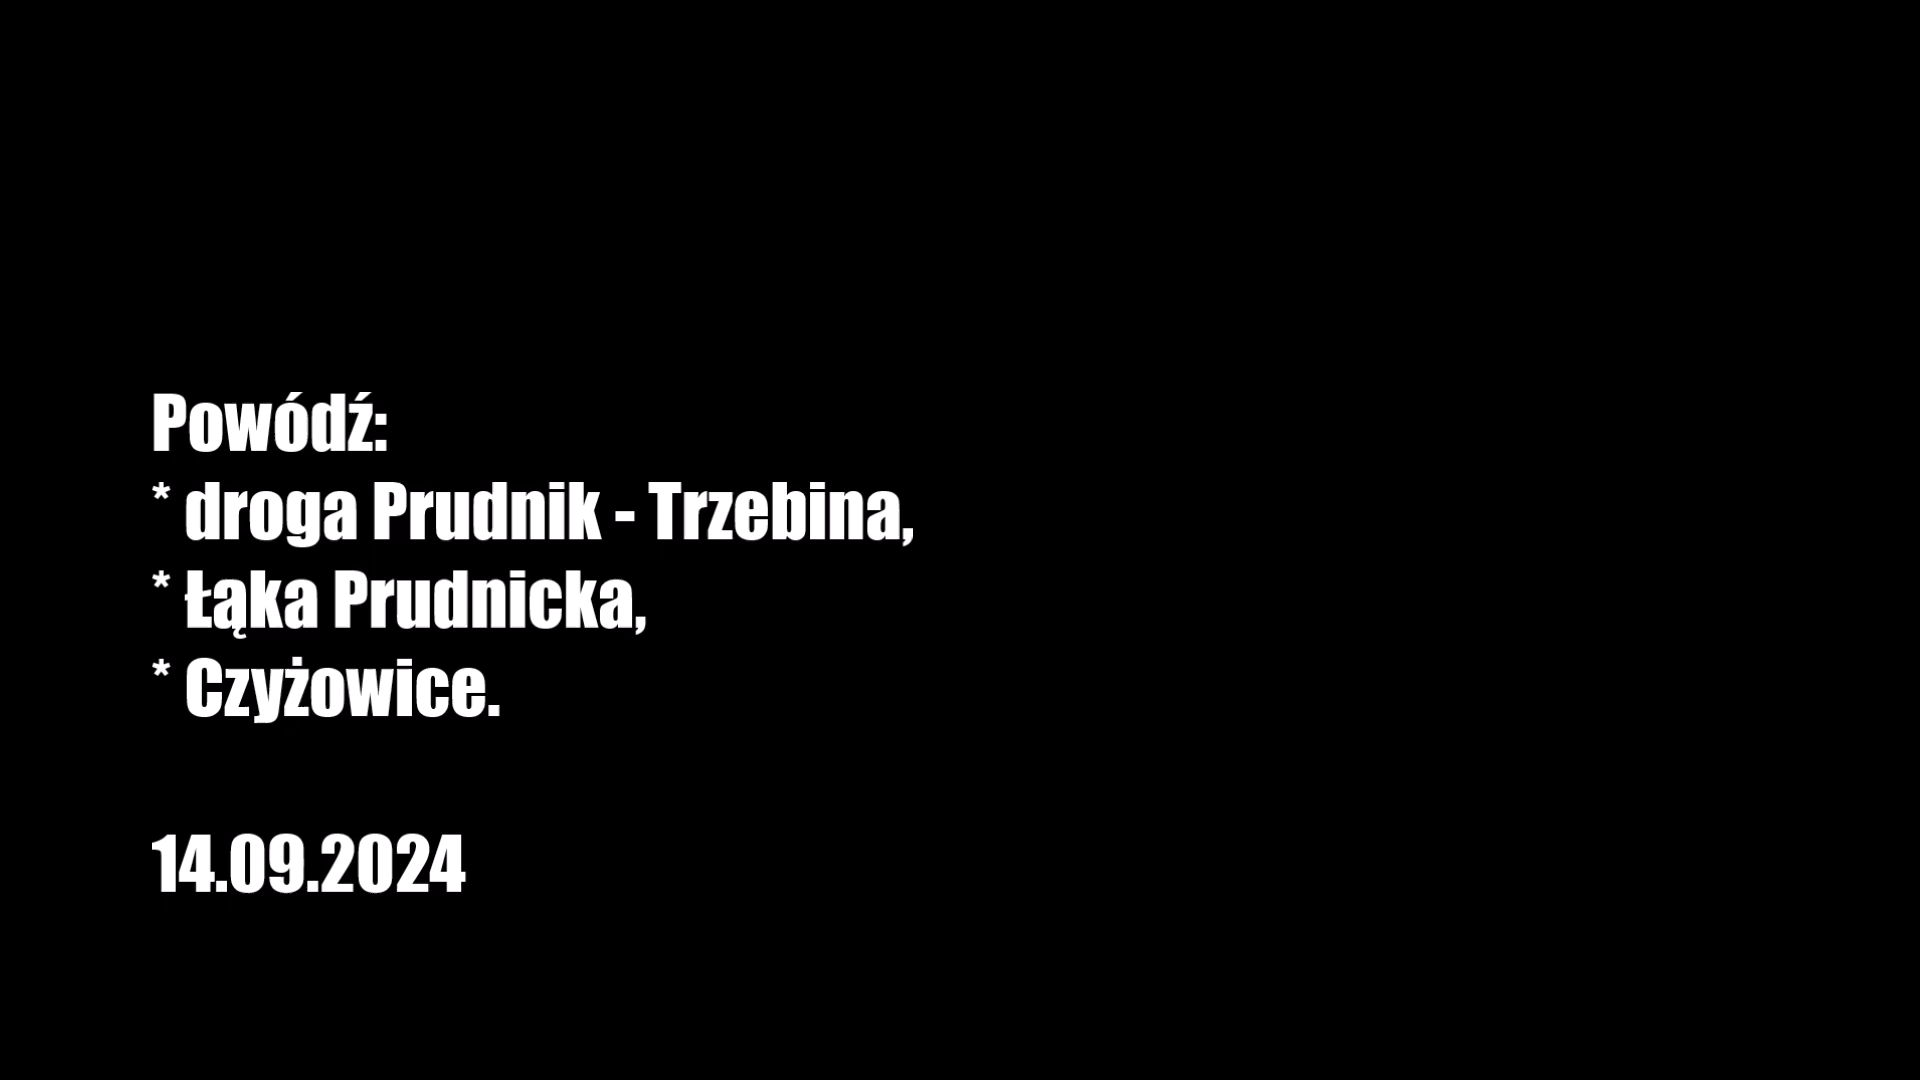 Powódź:
* droga Prudnik - Trzebina,
* Łąka Prudnicka,
* Czyżowice.
14.09.2024